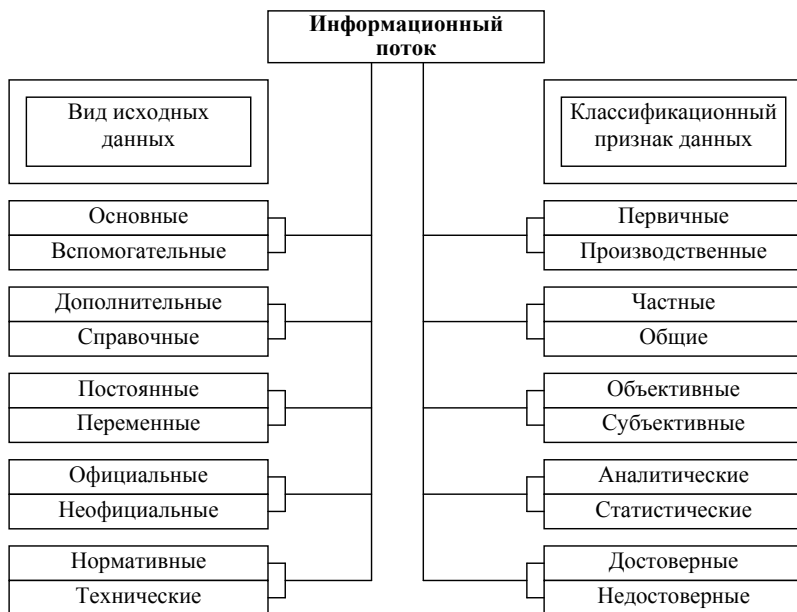 Информационный
поток
Вид исходных
данных
Классификационный
признак данных
Основные
Вспомогательные
Первичные
Производственные
Дополнительные
Справочные
Частные
Общие
Постоянные
Переменные
Объективные
Субъективные
Официальные
Неофициальные
Аналитические
Статистические
Нормативные
Технические
Достоверные
Недостоверные